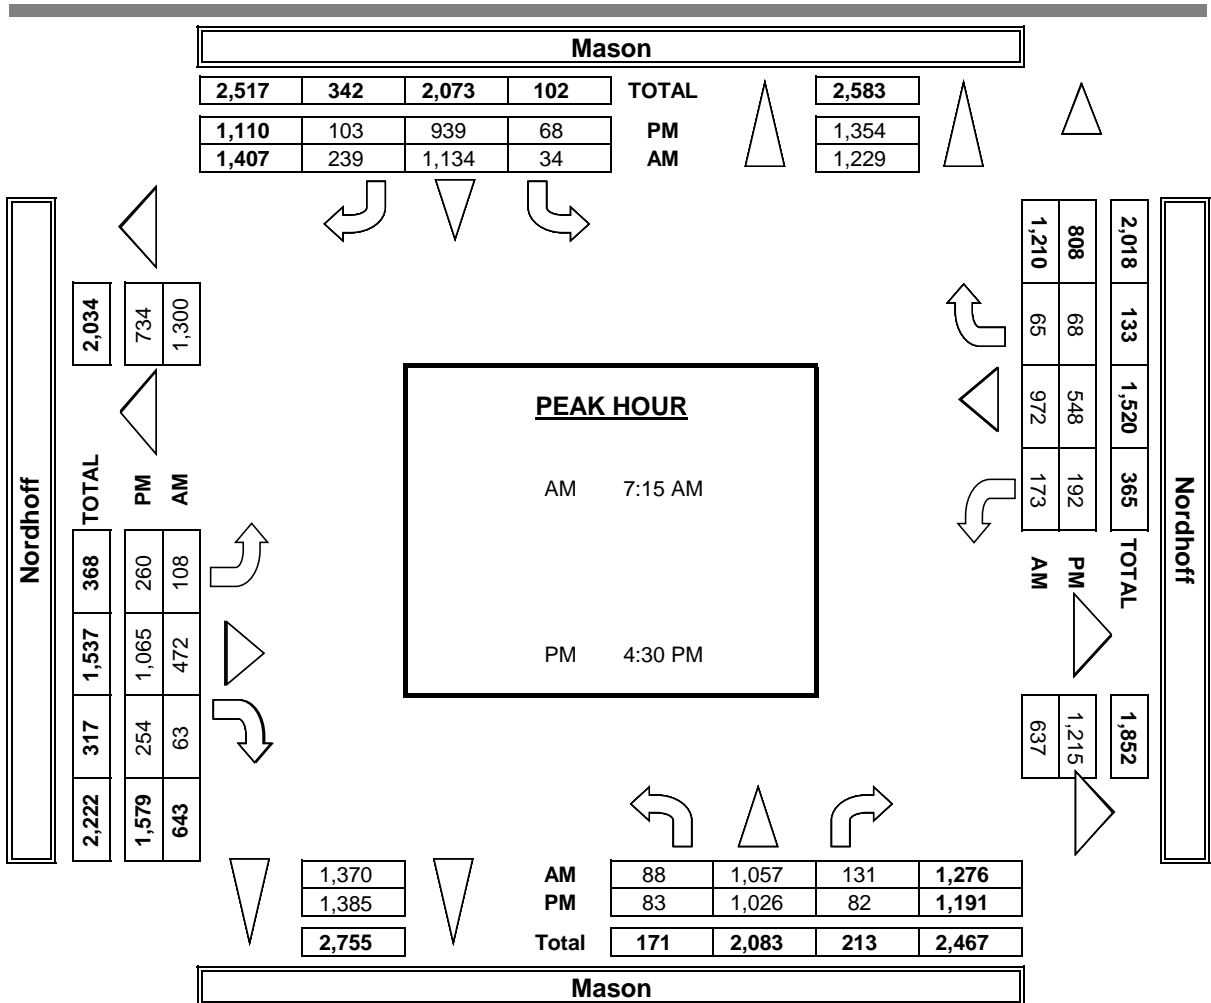 Mason
2,517 342 2,073 102 TOTAL 2,583
1,110 103 939 68 PM 1,354
1,407 239 1,134 34 AM 1,229
Nordhoff
2,034
734
1,300
TOTAL 368 1,537 317 2,222
PM 260 1,065 254 1,579
AM 108 472 63 643
PEAK HOUR
AM 7:15 AM
PM 4:30 PM
2,018 133 1,520 365 TOTAL 1,852
808 68 548 192 PM 1,215
1,210 65 972 173 AM 637
Nordhoff
1,370 AM 88 1,057 131 1,276
1,385 PM 83 1,026 82 1,191
2,755 Total 171 2,083 213 2,467
Mason